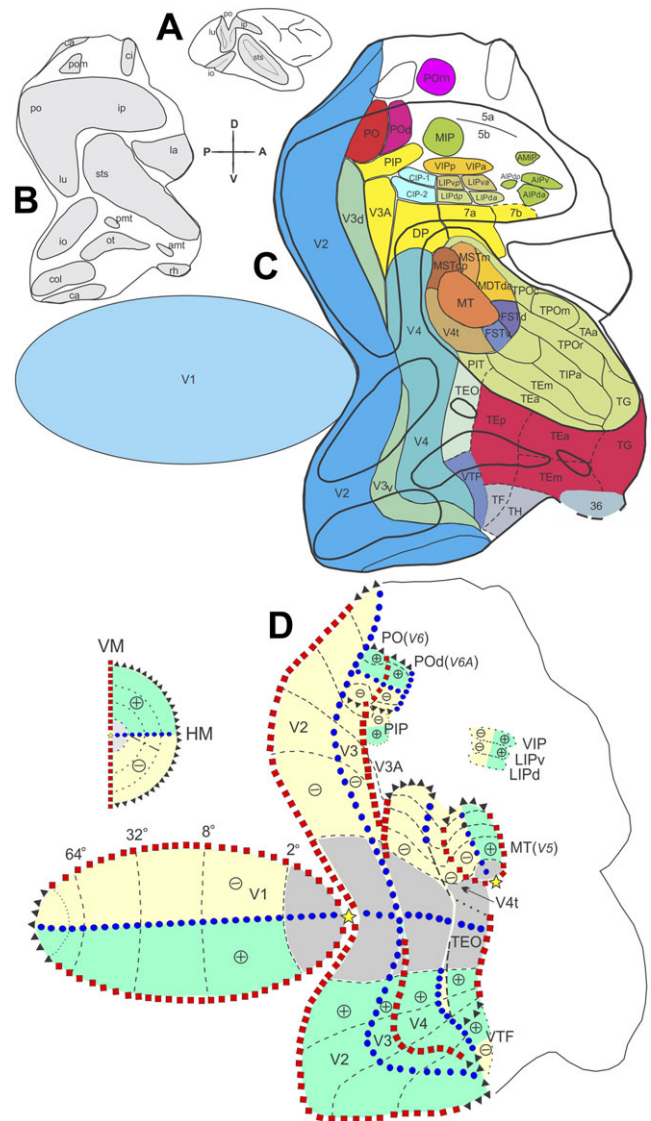 A
po
lu
ip
sts
io
B
ca
pom
ci
po
ip
la
lu
sts
pmt
io
ot
amt
col
rh
ca
D
P
A
V
C
POm
PO
POd
MIP
5a
5b
PIP
VIPp
VIPa
AMIP
CIP-1
LIPvp
LIPva
AIPdp
AIPv
CIP-2
LIPdp
LIPda
AIPda
V3d
V3A
7a
7b
V2
DP
MSTdp
MSTm
MDTda
TPOc
MT
FSTd
TPOm
V4
V4t
FSTv
TAa
TPOr
PIT
TIPa
TEO
TEm
TEa
TG
V1
TEp
TEa
TG
V4
TEm
V2
V3v
VTP
TF
TH
36
D
VM
HM
PO(V6)
POd(V6A)
PIP
V2
V3
V3A
VIP
LIPv
LIPd
MT(V5)
64°
32°
8°
2°
V1
V4t
TEO
V4
V3
V2
VTF